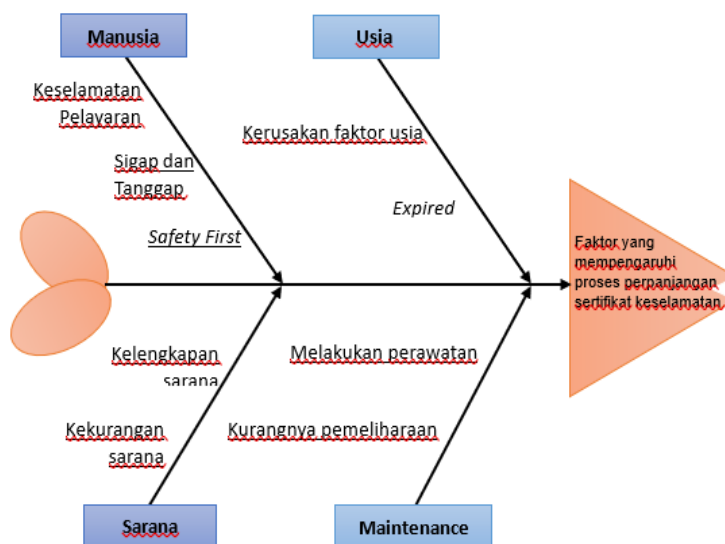 Manusia
Usia
Keselamatan
Pelayaran
Kerusakan faktor usia
Sigap dan
Tanggap
Expired
Safety First
Faktor yang
mempengaruhi
proses perpanjangan
sertifikat keselamatan
Kelengkapan
sarana
Melakukan perawatan
Kekurangan
sarana
Kurangnya pemeliharaan
Sarana
Maintenance